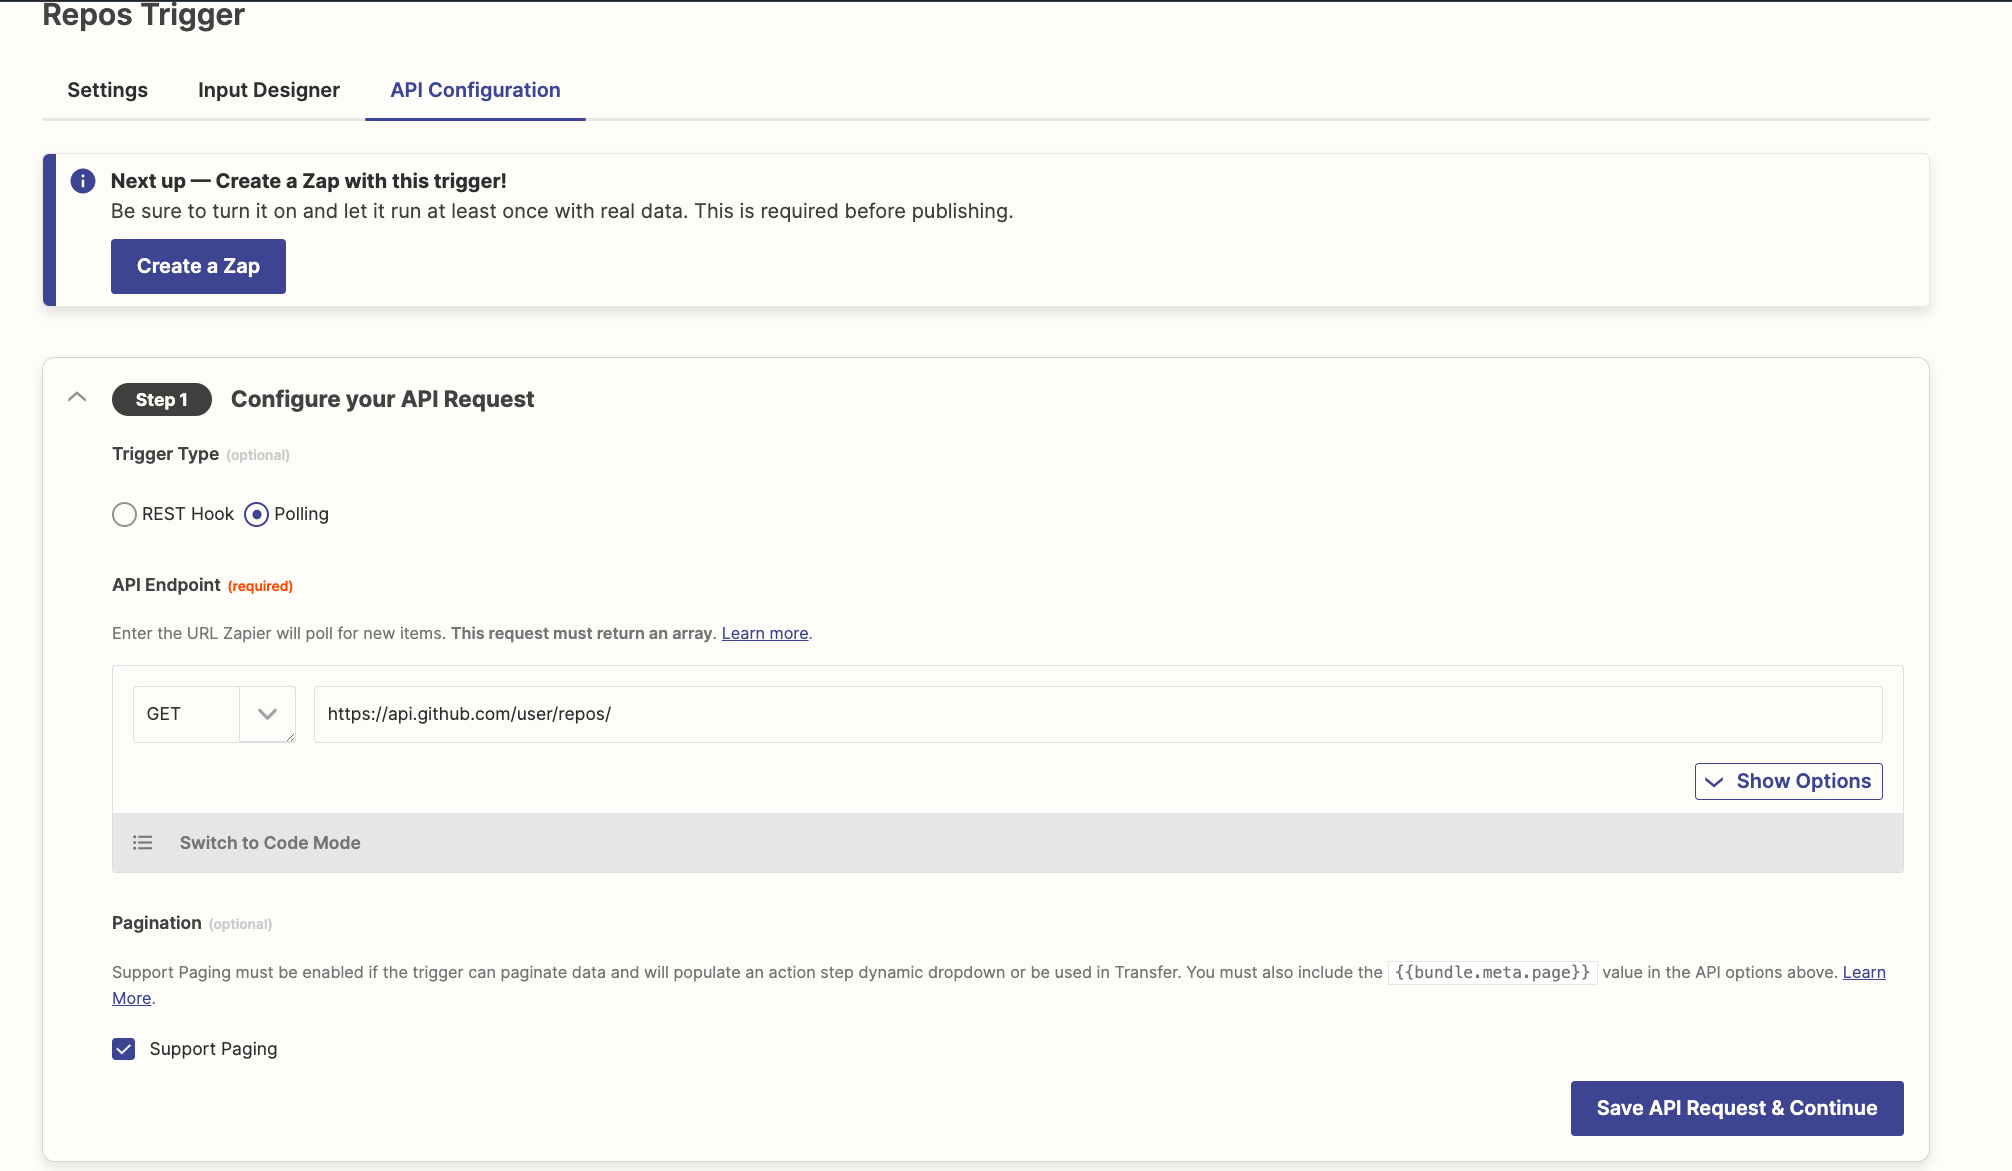 Repos Trigger
Settings Input Designer API Configuration
Next up — Create a Zap with this trigger!
Be sure to turn it on and let it run at least once with real data. This is required before publishing.
Create a Zap
Step 1 Configure your API Request
Trigger Type (optional)
REST Hook Polling
API Endpoint (required)
Enter the URL Zapier will poll for new items. This request must return an array. Learn more.
GET https://api.github.com/user/repos/
Show Options
Switch to Code Mode
Pagination (optional)
Support Paging must be enabled if the trigger can paginate data and will populate an action step dynamic dropdown or be used in Transfer. You must also include the {{bundle.meta.page}} value in the API options above. Learn
More.
Support Paging
Save API Request & Continue